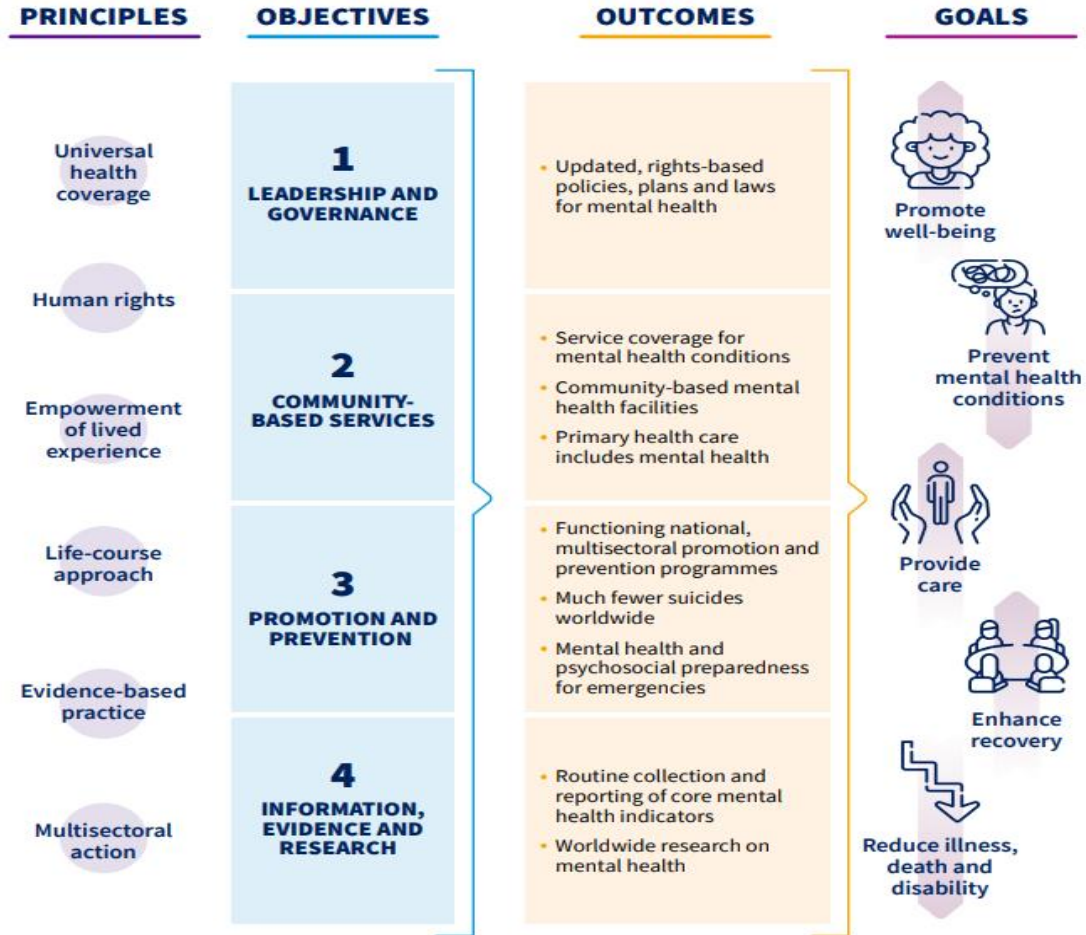 PRINCIPLES
OBJECTIVES
OUTCOMES
GOALS
Universal
health
coverage
Human rights
Empowerment
of lived
experience
Life-course
approach
Evidence-based
practice
Multisectoral
action
1
LEADERSHIP AND
GOVERNANCE
2
COMMUNITY-
BASED SERVICES
3
PROMOTION AND
PREVENTION
4
INFORMATION,
EVIDENCE AND
RESEARCH
• Updated, rights-based
policies, plans and laws
for mental health
• Service coverage for
mental health conditions
• Community-based mental
health facilities
• Primary health care
includes mental health
• Functioning national,
multisectoral promotion and
prevention programmes
• Much fewer suicides
worldwide
• Mental health and
psychosocial preparedness
for emergencies
• Routine collection and
reporting of core mental
health indicators
• Worldwide research on
mental health
Promote
well-being
Prevent
mental health
conditions
Provide
care
Enhance
recovery
Reduce illness,
death and
disability